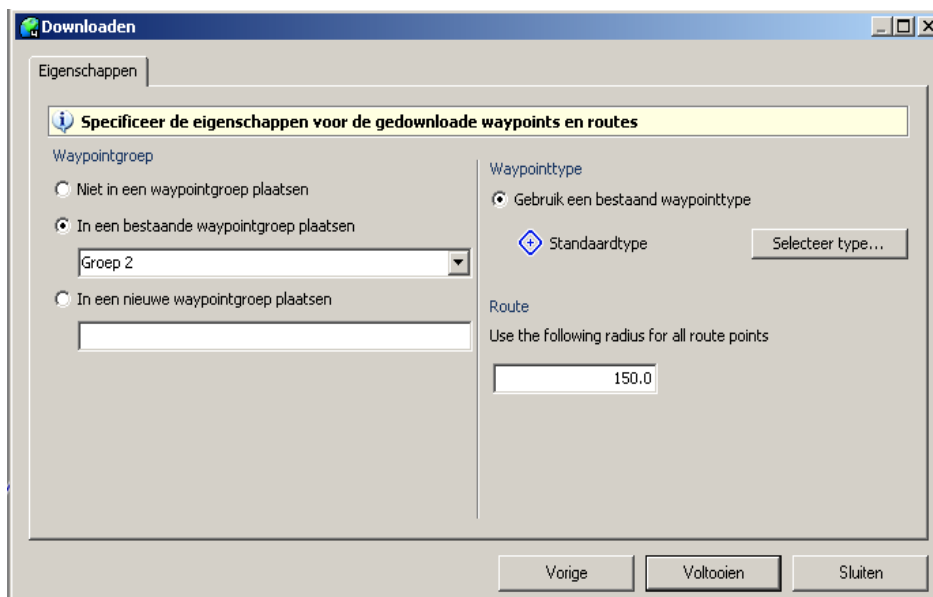 Downloaden
Eigenschappen
Specificeer de eigenschappen voor de gedownloade waypoints en routes
Waypointgroep
Niet in een waypointgroep plaatsen
In een bestaande waypointgroep plaatsen
Groep 2
In een nieuwe waypointgroep plaatsen
Waypointtype
Gebruik een bestaand waypointtype
Standaardtype
Selecteer type...
Route
Use the following radius for all route points
150.0
Vorige
Voltooien
Sluiten